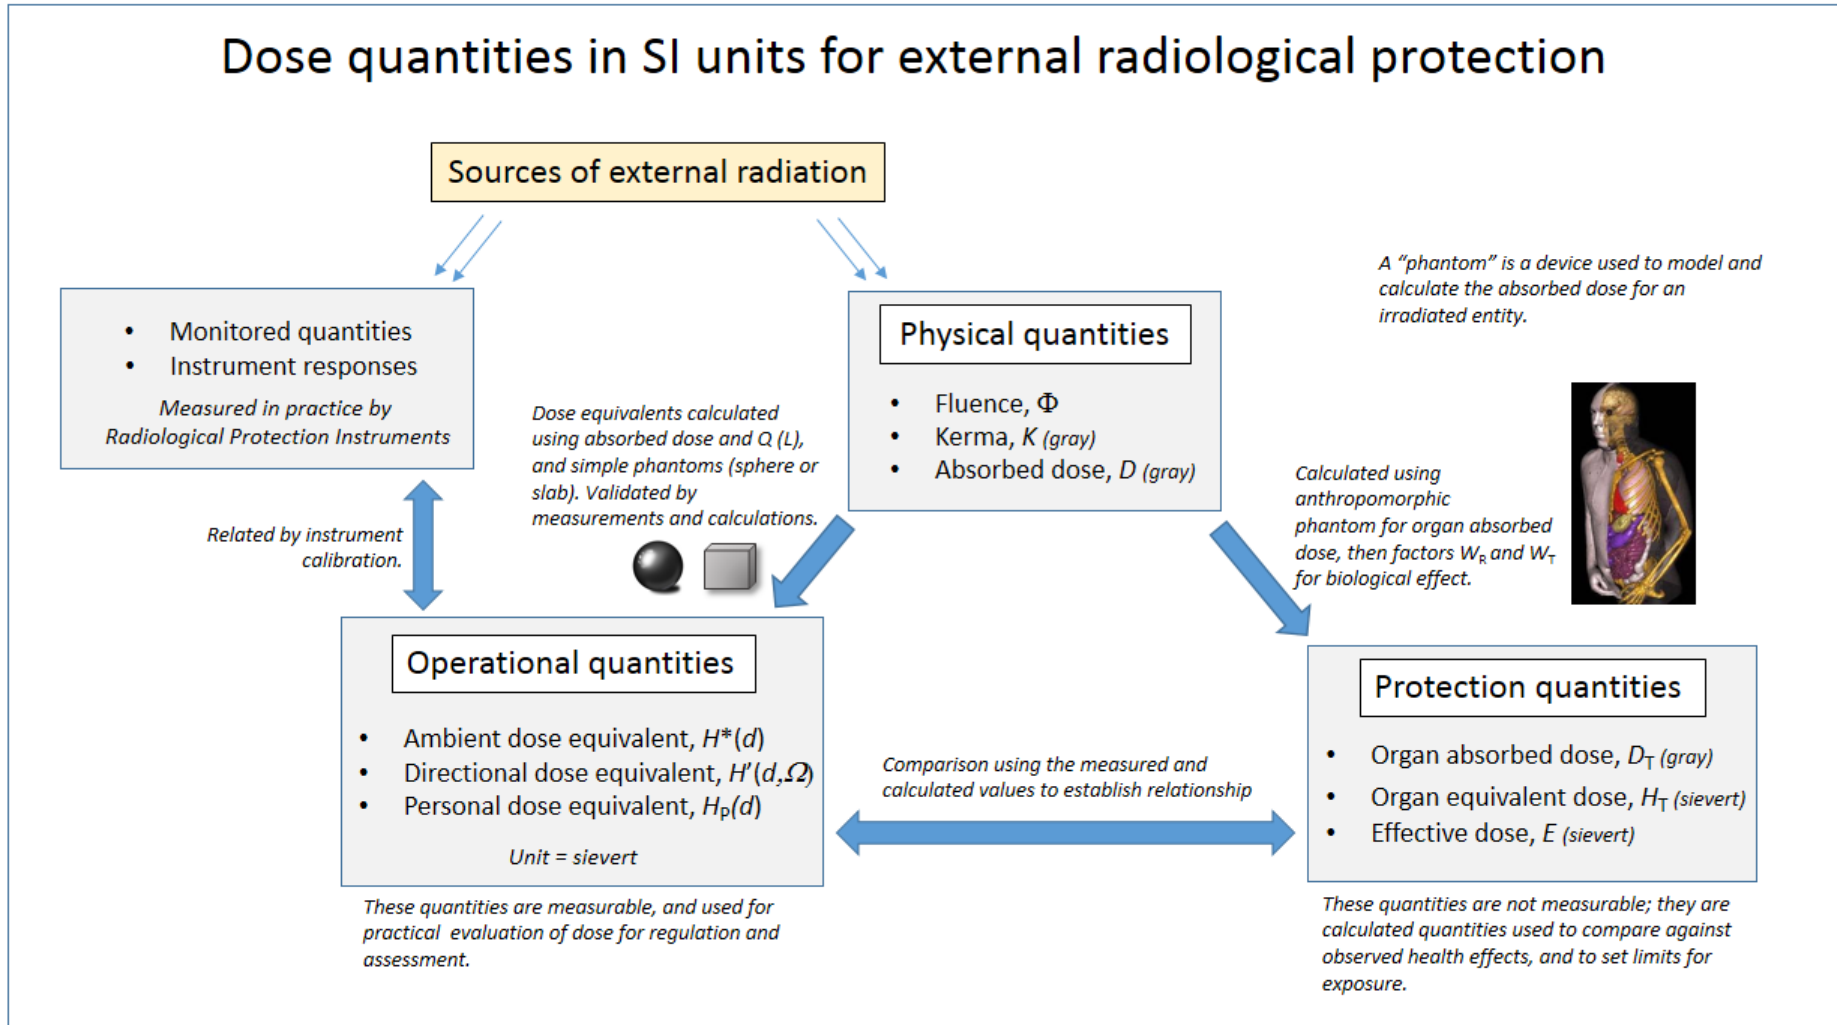 Dose quantities in SI units for external radiological protection
Sources of external radiation
A “phantom” is a device used to model and
calculate the absorbed dose for an
irradiated entity.
• Monitored quantities
• Instrument responses
Measured in practice by
Radiological Protection Instruments
Physical quantities
• Fluence, Φ
• Kerma, K (gray)
• Absorbed dose, D (gray)
Dose equivalents calculated
using absorbed dose and Q (L),
and simple phantoms (sphere or
slab). Validated by
measurements and calculations.
Calculated using
anthropomorphic
phantom for organ absorbed
dose, then factors W_R and W_T
for biological effect.
Related by instrument
calibration.
Operational quantities
• Ambient dose equivalent, H*(d)
• Directional dose equivalent, H’(d,Ω)
• Personal dose equivalent, H_p(d)
Unit = sievert
Comparison using the measured and
calculated values to establish relationship
Protection quantities
• Organ absorbed dose, D_T (gray)
• Organ equivalent dose, H_T (sievert)
• Effective dose, E (sievert)
These quantities are measurable, and used for
practical evaluation of dose for regulation and
assessment.
These quantities are not measurable; they are
calculated quantities used to compare against
observed health effects, and to set limits for
exposure.